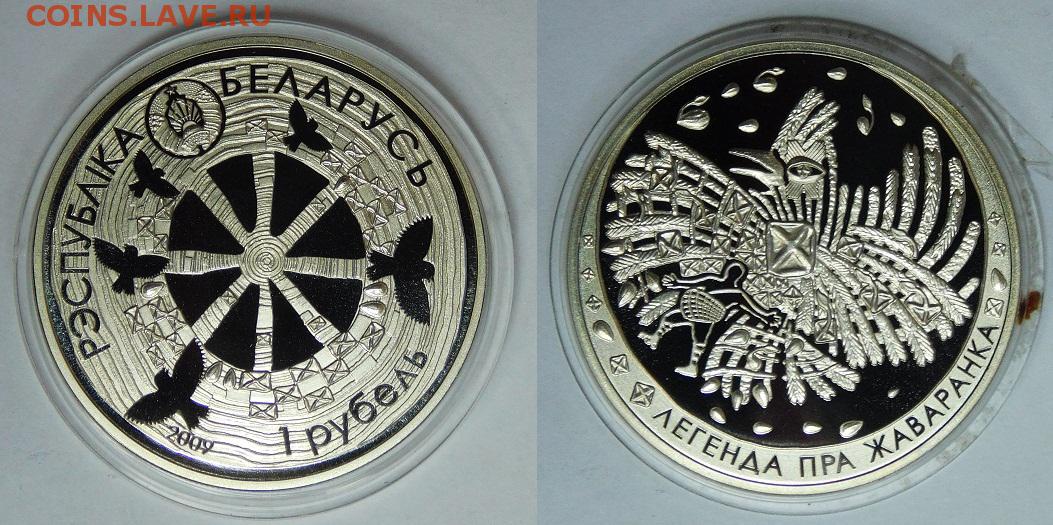 COINS.LAVE.RU
РЭСПУБЛІКА БЕЛАРУСЬ
1 рубель
2009
ЛЕГЕНДА ПРА ЖАВАРАНКА